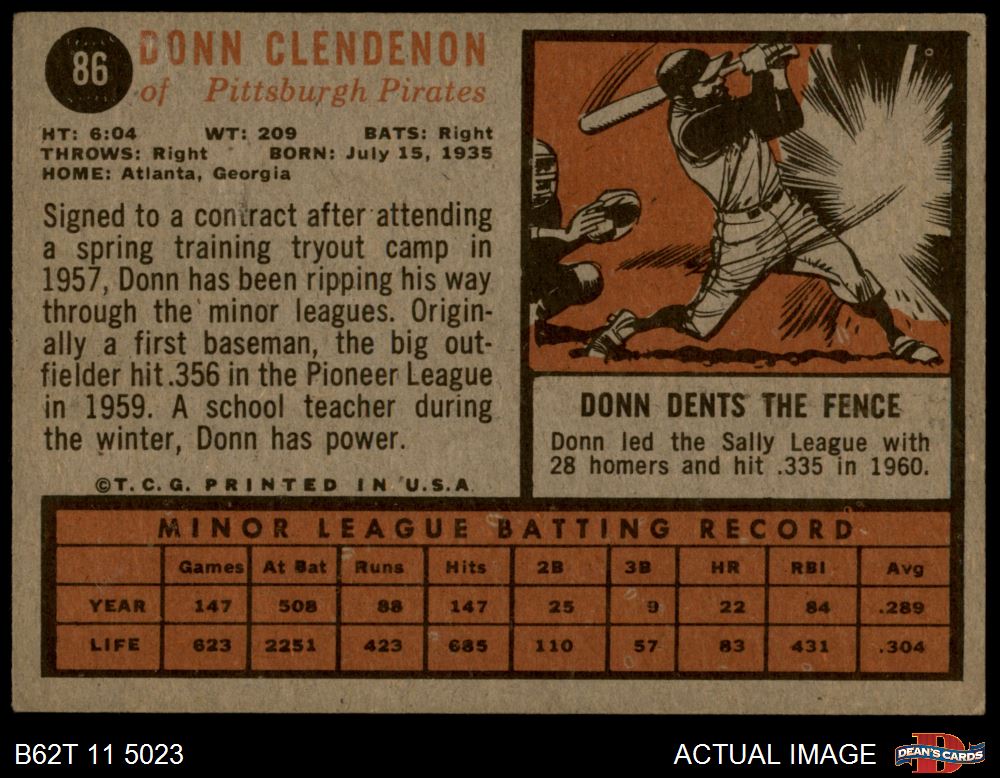 86
DONN CLENDENON
of Pittsburgh Pirates
HT: 6:04 WT: 209 BATS: Right
THROWS: Right BORN: July 15, 1935
HOME: Atlanta, Georgia
Signed to a contract after attending
a spring training tryout camp in
1957, Donn has been ripping his way
through the minor leagues. Origin-
ally a first baseman, the big out-
fielder hit .356 in the Pioneer League
in 1959. A school teacher during
the winter, Donn has power.
©T.C.G. PRINTED IN U.S.A.
DONN DENTS THE FENCE
Donn led the Sally League with
28 homers and hit .335 in 1960.
MINOR LEAGUE BATTING RECORD
Games At Bat Runs Hits 2B 3B HR RBI Avg
YEAR 147 508 88 147 25 9 22 84 .289
LIFE 623 2251 423 685 110 57 83 431 .304
B62T 11 5023
ACTUAL IMAGE
D
DEAN'S CARDS